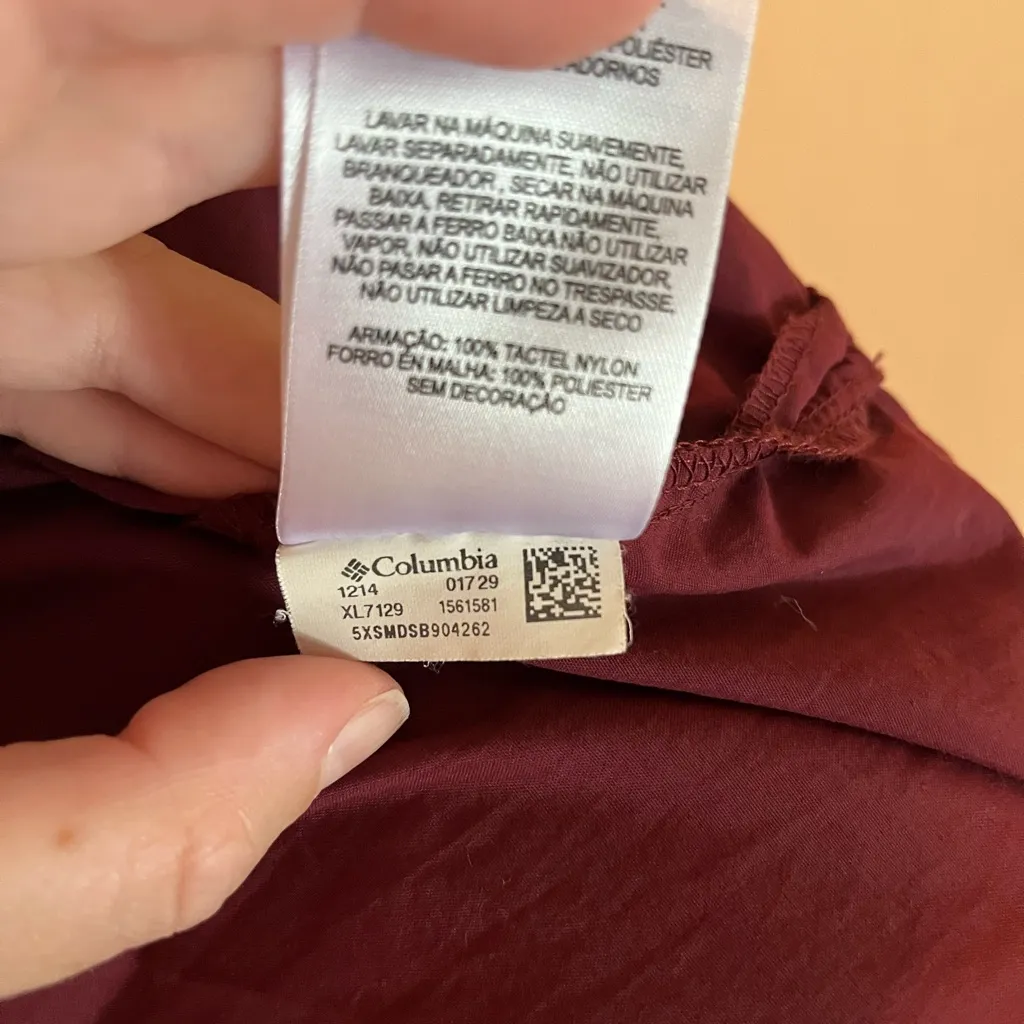 POLIÉSTER
ADORNOS
LAVAR NA MÁQUINA SUAVEMENTE,
LAVAR SEPARADAMENTE, NÃO UTILIZAR
BRANQUEADOR, SECAR NA MÁQUINA
BAIXA, RETIRAR RAPIDAMENTE,
PASSAR A FERRO BAIXA NÃO UTILIZAR
VAPOR, NÃO UTILIZAR SUAVIZADOR,
NÃO PASAR A FERRO NO TRESPASSE,
NÃO UTILIZAR LIMPEZA A SECO
ARMAÇÃO: 100% TACTEL NYLON
FORRO EN MALHA: 100% POLIESTER
SEM DECORAÇÃO
Columbia
1214 01729
XL7129 1561581
5XSMDSB904262